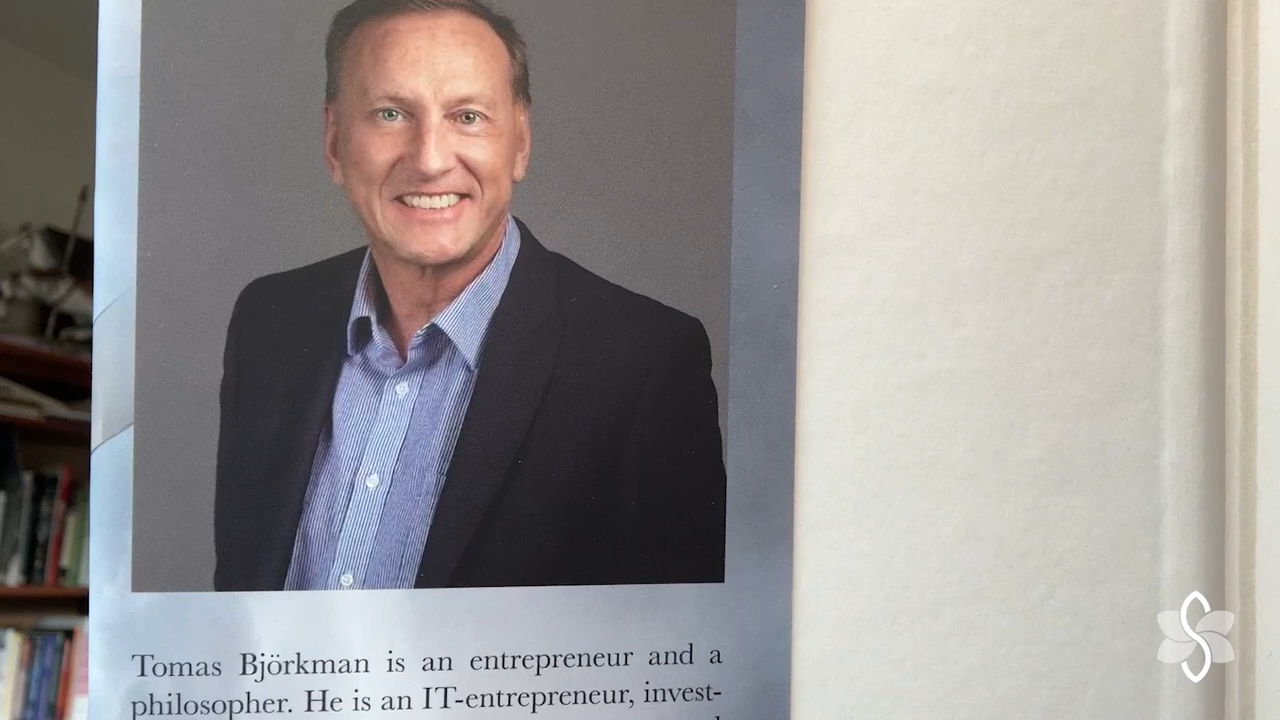 Tomas Björkman is an entrepreneur and a
philosopher. He is an IT-entrepreneur, invest-